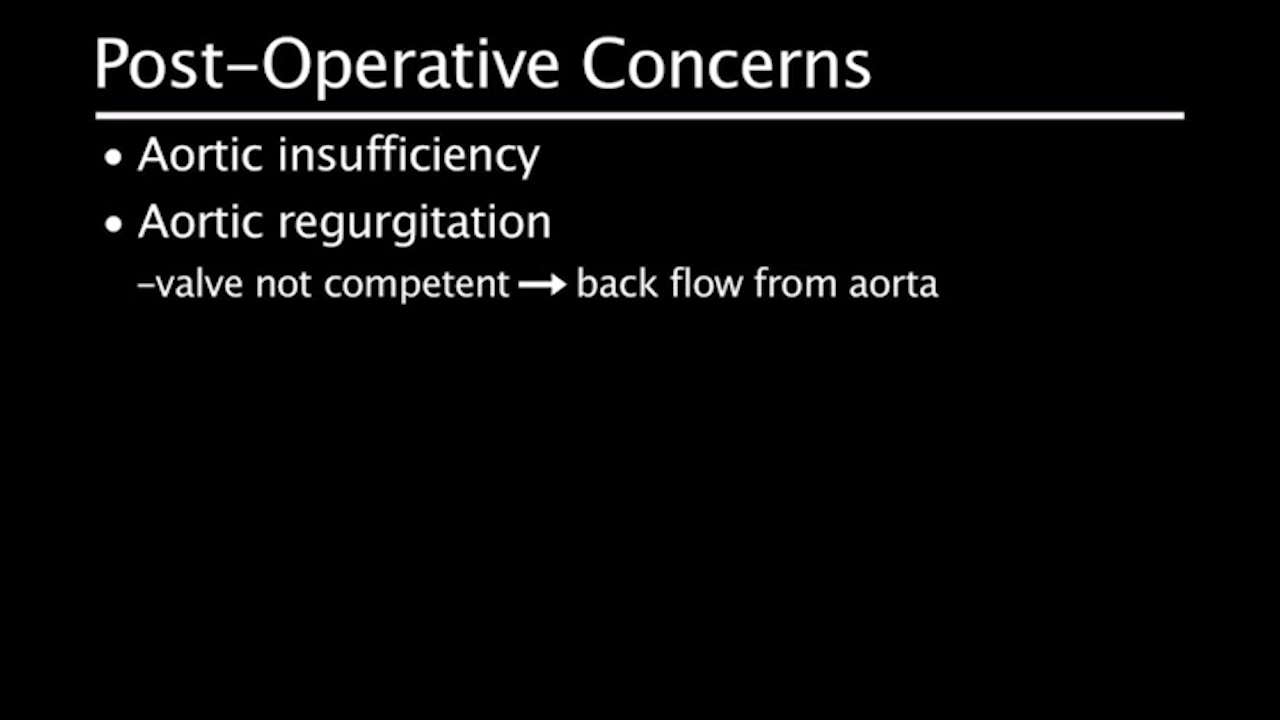 Post–Operative Concerns
• Aortic insufficiency
• Aortic regurgitation
–valve not competent → back flow from aorta